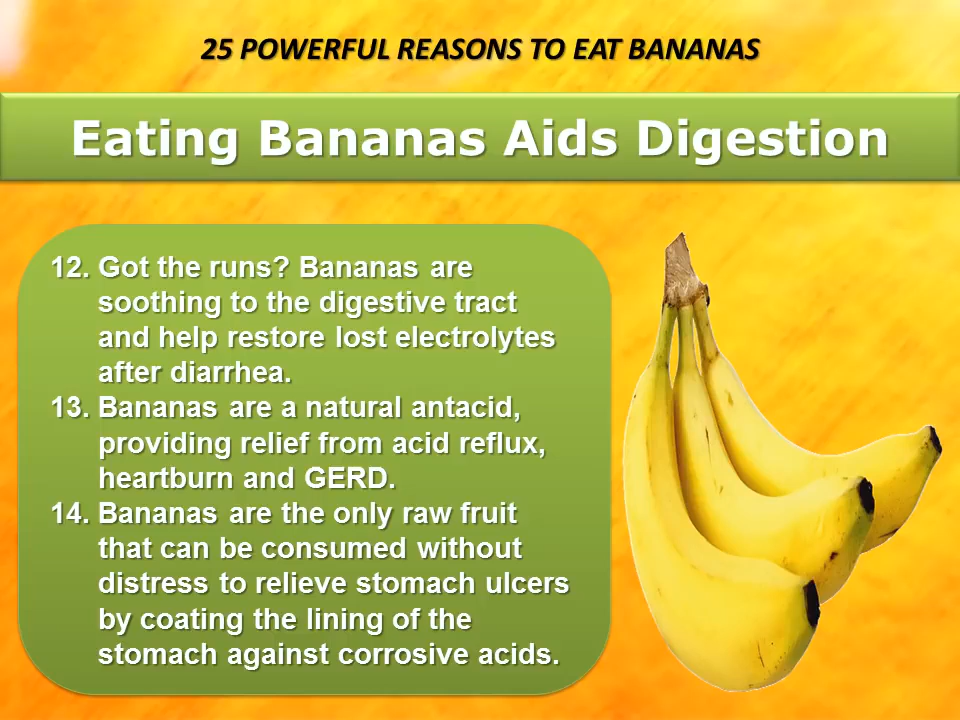 25 POWERFUL REASONS TO EAT BANANAS
Eating Bananas Aids Digestion
12. Got the runs? Bananas are
soothing to the digestive tract
and help restore lost electrolytes
after diarrhea.
13. Bananas are a natural antacid,
providing relief from acid reflux,
heartburn and GERD.
14. Bananas are the only raw fruit
that can be consumed without
distress to relieve stomach ulcers
by coating the lining of the
stomach against corrosive acids.